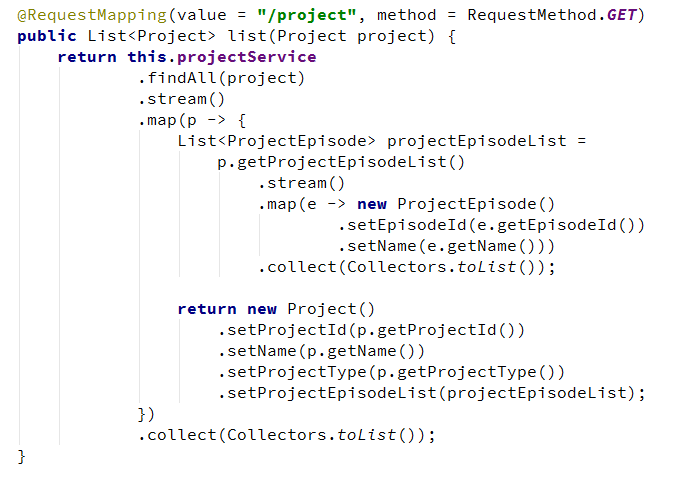 @RequestMapping(value = "/project", method = RequestMethod.GET)
public List<Project> list(Project project) {
    return this.projectService
            .findAll(project)
            .stream()
            .map(p -> {
                List<ProjectEpisode> projectEpisodeList =
                    p.getProjectEpisodeList()
                        .stream()
                        .map(e -> new ProjectEpisode()
                                .setEpisodeId(e.getEpisodeId())
                                .setName(e.getName()))
                        .collect(Collectors.toList());

                return new Project()
                    .setProjectId(p.getProjectId())
                    .setName(p.getName())
                    .setProjectType(p.getProjectType())
                    .setProjectEpisodeList(projectEpisodeList);
            })
            .collect(Collectors.toList());
}